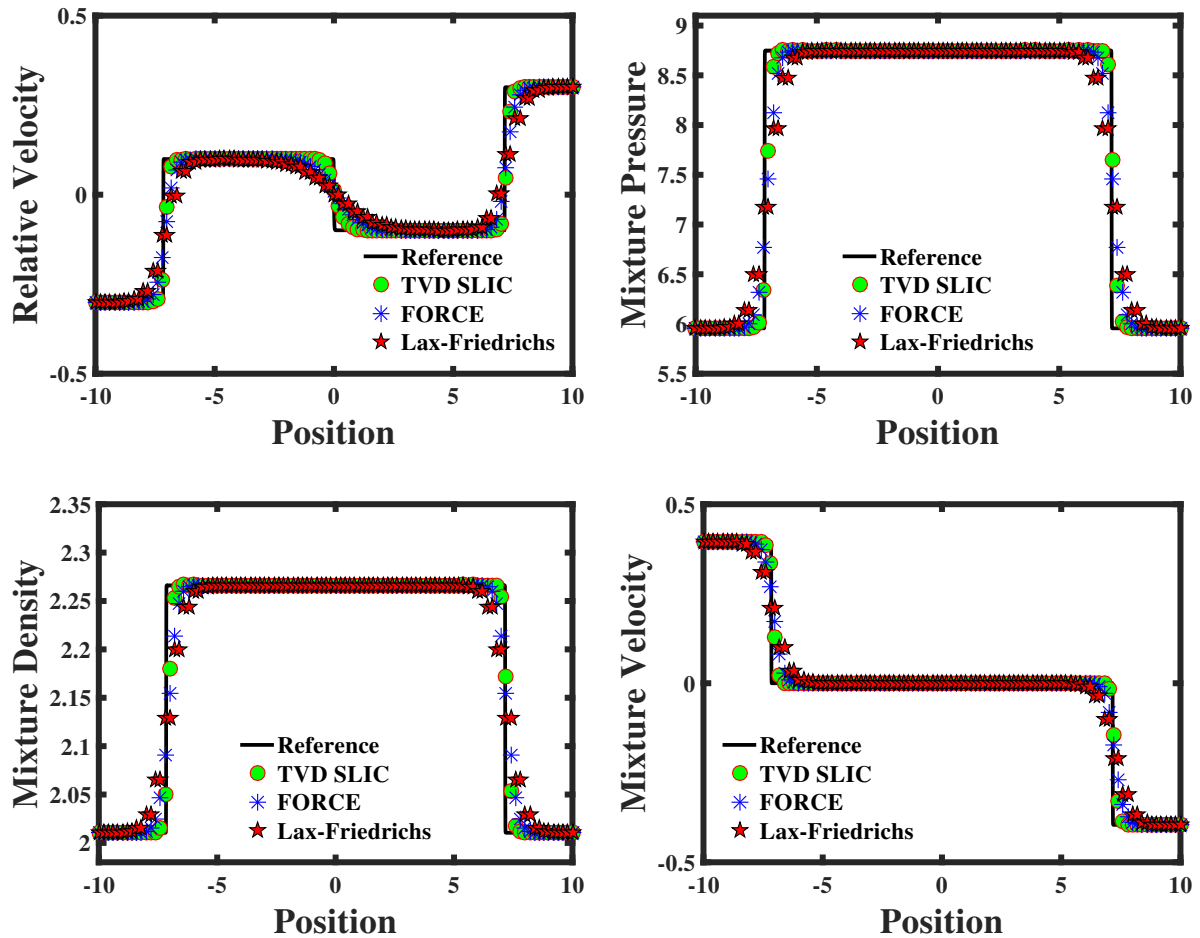 0.5
0
-0.5
-10
-5
0
5
10
Relative Velocity
Position
Reference
TVD SLIC
FORCE
Lax-Friedrichs
9
8.5
8
7.5
7
6.5
6
5.5
-10
-5
0
5
10
Mixture Pressure
Position
Reference
TVD SLIC
FORCE
Lax-Friedrichs
2.35
2.3
2.25
2.2
2.15
2.1
2.05
2
-10
-5
0
5
10
Mixture Density
Position
Reference
TVD SLIC
FORCE
Lax-Friedrichs
0.5
0
-0.5
-10
-5
0
5
10
Mixture Velocity
Position
Reference
TVD SLIC
FORCE
Lax-Friedrichs